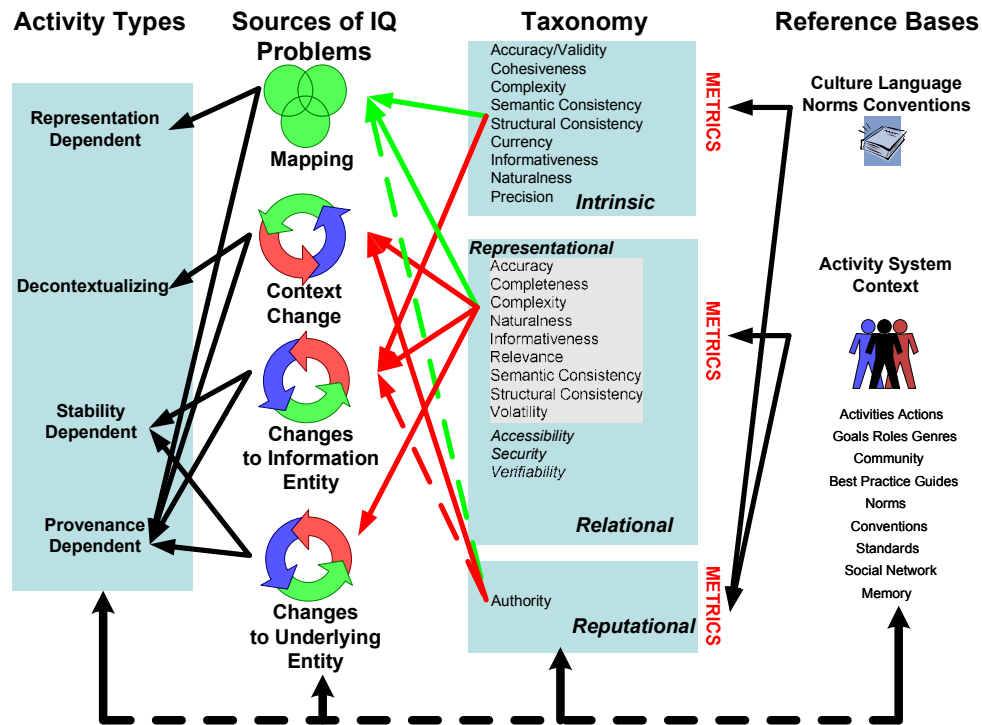 Activity Types
Sources of IQ
Problems
Taxonomy
Reference Bases
Representation
Dependent
Decontextualizing
Stability
Dependent
Provenance
Dependent
Mapping
Context
Change
Changes
to Information
Entity
Changes
to Underlying
Entity
Accuracy/Validity
Cohesiveness
Complexity
Semantic Consistency
Structural Consistency
Currency
Informativeness
Naturalness
Precision
Intrinsic
METRICS
Representational
Accuracy
Completeness
Complexity
Naturalness
Informativeness
Relevance
Semantic Consistency
Structural Consistency
Volatility
Accessibility
Security
Verifiability
Relational
METRICS
Authority
Reputational
METRICS
Culture Language
Norms Conventions
Activity System
Context
Activities Actions
Goals Roles Genres
Community
Best Practice Guides
Norms
Conventions
Standards
Social Network
Memory